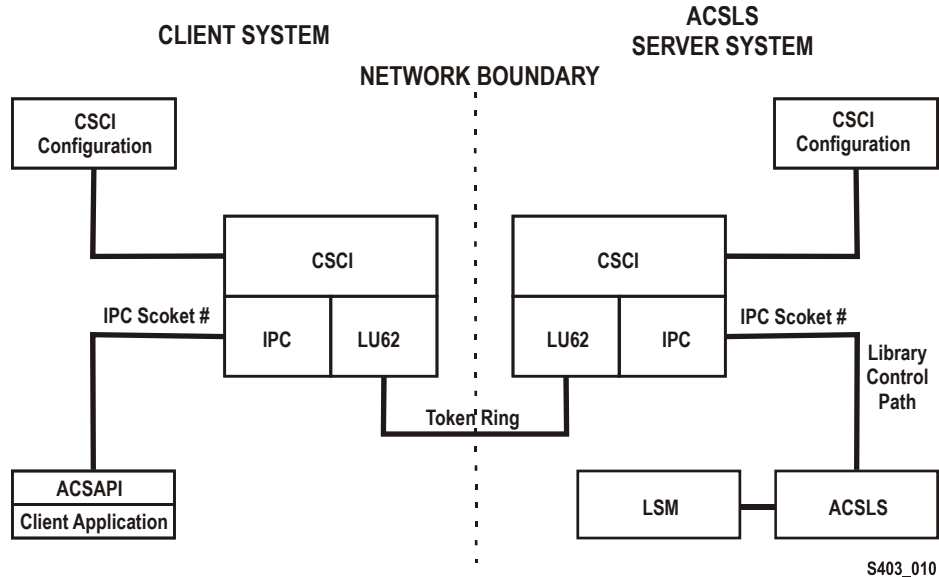 CLIENT SYSTEM
ACSLS
SERVER SYSTEM
NETWORK BOUNDARY
CSCI
Configuration
CSCI
Configuration
CSCI
CSCI
IPC Scoket #
IPC
LU62
LU62
IPC
IPC Scoket #
Library
Control
Path
Token Ring
ACSAPI
Client Application
LSM
ACSLS
S403_010